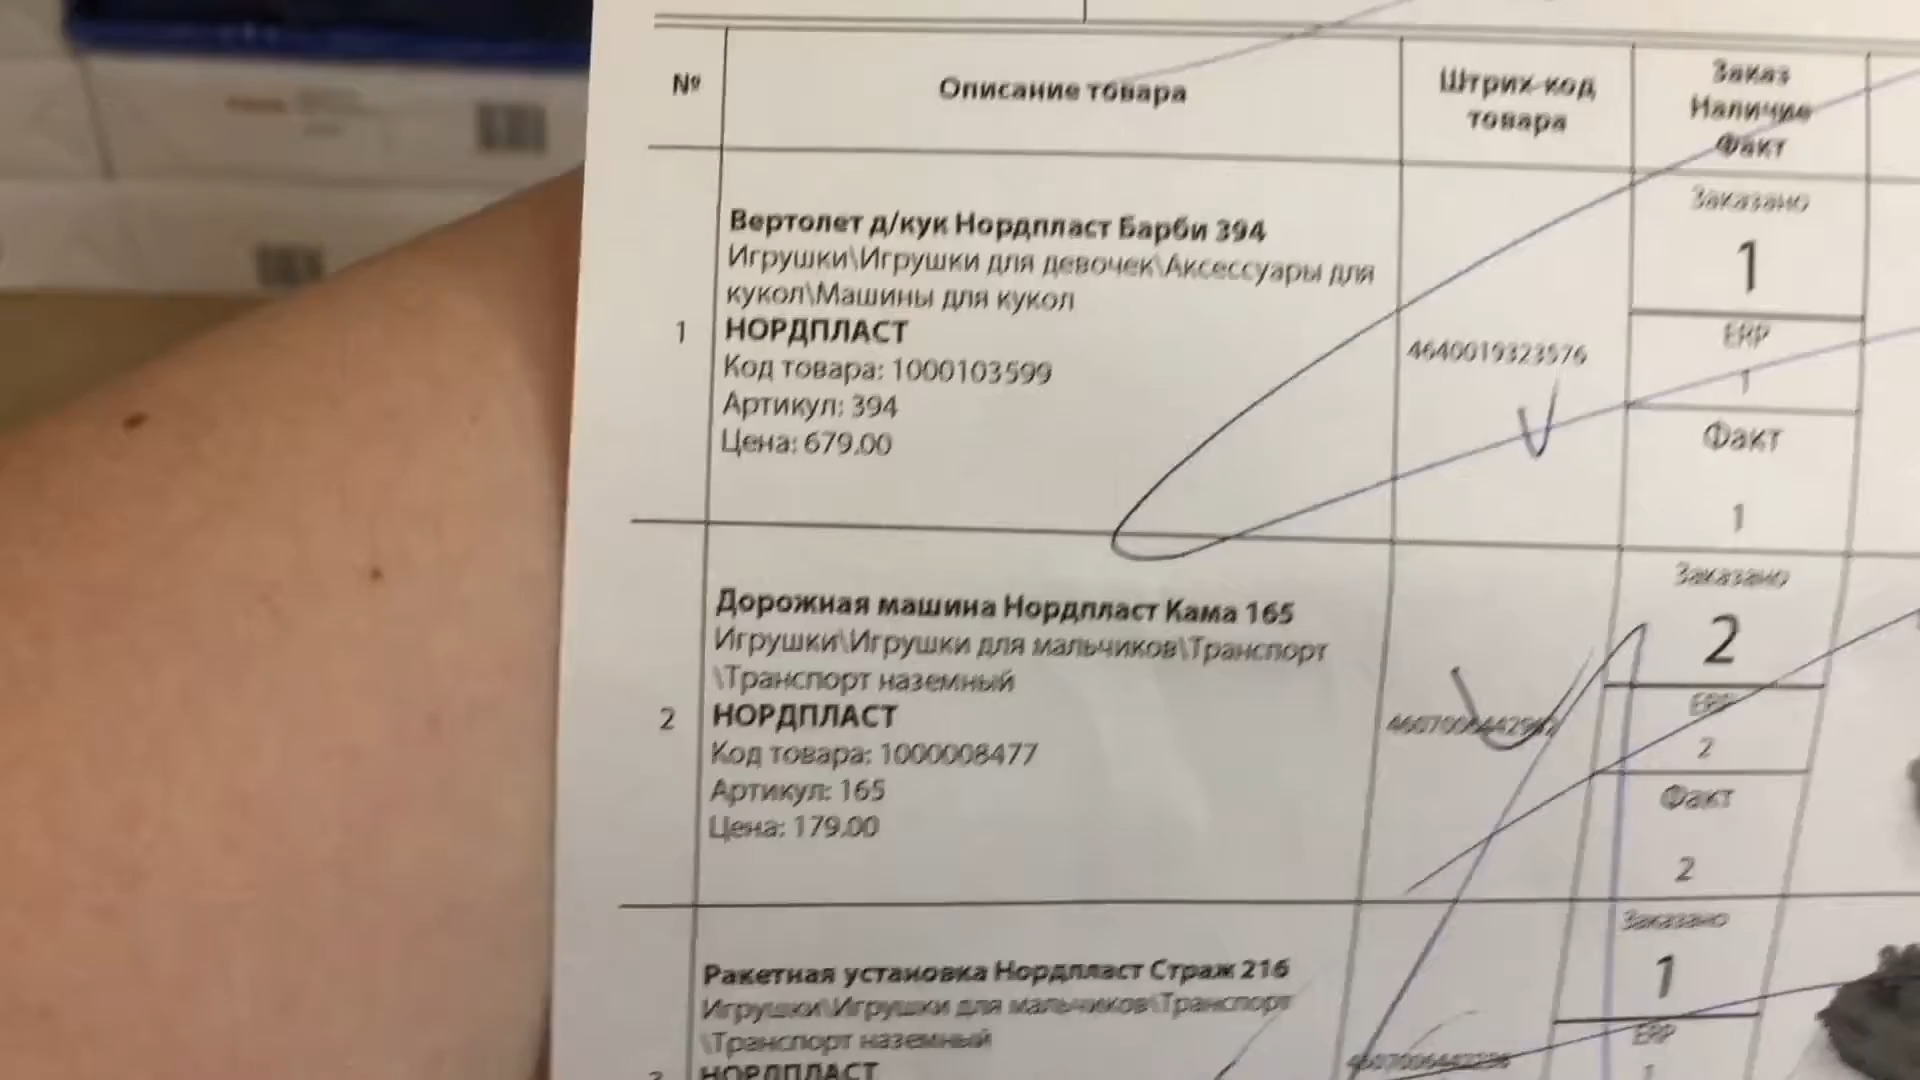 №
Описание товара
Штрих-код
товара
Заказ
Наличие
Факт
1
Вертолет д/кук Нордпласт Барби 394
Игрушки\Игрушки для девочек\Аксессуары для
кукол\Машины для кукол
НОРДПЛАСТ
Код товара: 1000103599
Артикул: 394
Цена: 679.00
4640019323576
Заказано
1
ERP
1
Факт
1
2
Дорожная машина Нордпласт Кама 165
Игрушки\Игрушки для мальчиков\Транспорт
\Транспорт наземный
НОРДПЛАСТ
Код товара: 1000008477
Артикул: 165
Цена: 179.00
Заказано
2
ERP
2
Факт
2
3
Ракетная установка Нордпласт Страж 216
Игрушки\Игрушки для мальчиков\Транспорт
\Транспорт наземный
НОРДПЛАСТ
Заказано
1
ERP
1